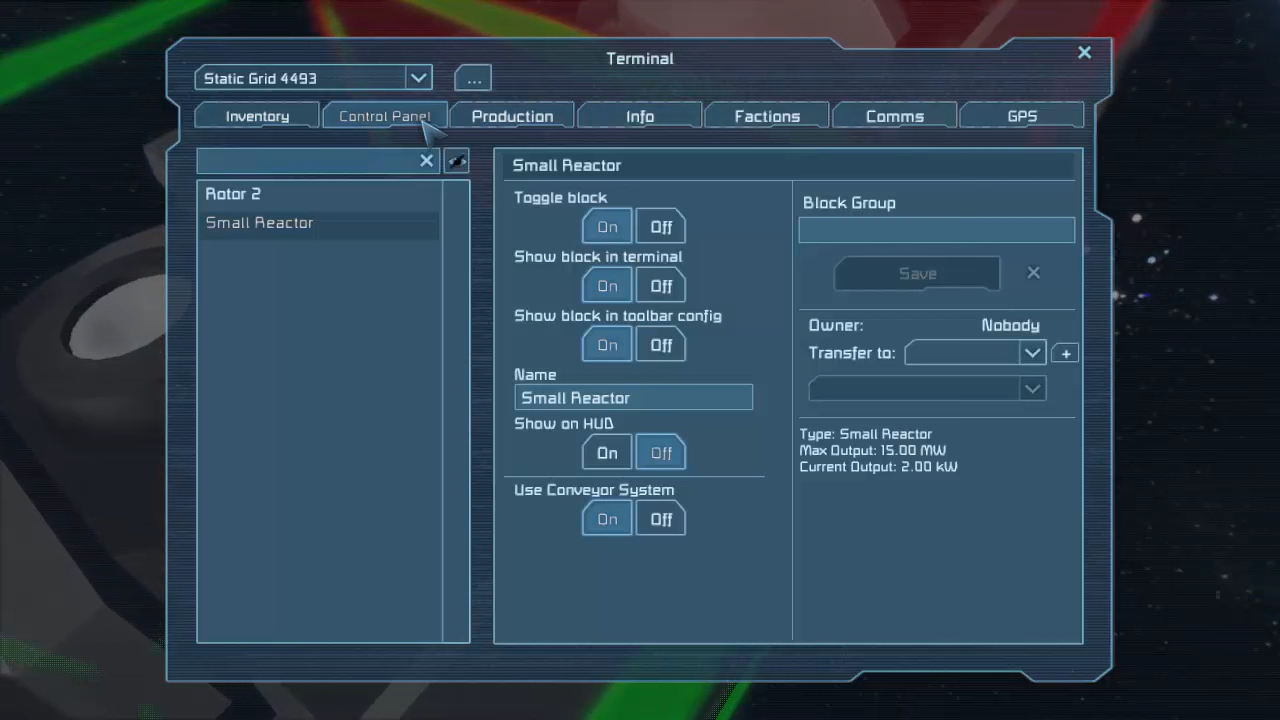 Terminal
Static Grid 4493
...
Inventory
Control Panel
Production
Info
Factions
Comms
GPS
Rotor 2
Small Reactor
Small Reactor
Toggle block
On Off
Show block in terminal
On Off
Show block in toolbar config
On Off
Name
Small Reactor
Show on HUD
On Off
Use Conveyor System
On Off
Block Group
Save
Owner: Nobody
Transfer to:
Type: Small Reactor
Max Output: 15.00 MW
Current Output: 2.00 kW